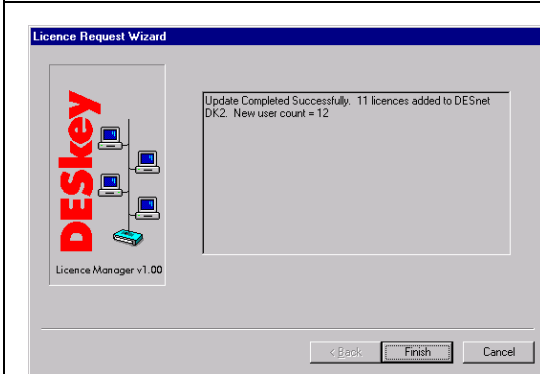 Licence Request Wizard
DESkey
Update Completed Successfully.  11 licences added to DESnet
DK2.  New user count = 12
Licence Manager v1.00
< Back
Finish
Cancel